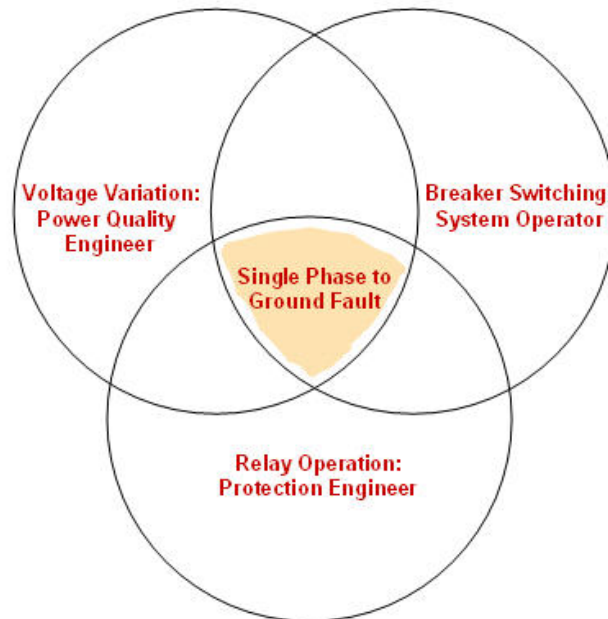 Voltage Variation:
Power Quality
Engineer
Breaker Switching:
System Operator
Single Phase to
Ground Fault
Relay Operation:
Protection Engineer